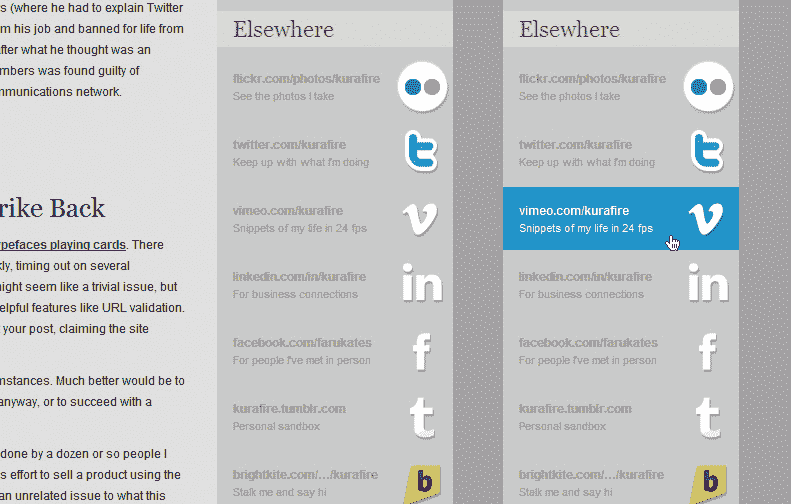 s (where he had to explain Twitter
m his job and banned for life from
after what he thought was an
mbers was found guilty of
mmunications network.
rike Back
ypefaces playing cards. There
kly, timing out on several
night seem like a trivial issue, but
helpful features like URL validation.
t your post, claiming the site
mstances. Much better would be to
anyway, or to succeed with a
done by a dozen or so people I
s effort to sell a product using the
an unrelated issue to what this
Elsewhere
flickr.com/photos/kurafire
See the photos I take
twitter.com/kurafire
Keep up with what I'm doing
t
vimeo.com/kurafire
Snippets of my life in 24 fps
v
linkedin.com/in/kurafire
For business connections
in
facebook.com/farukates
For people I've met in person
f
kurafire.tumblr.com
Personal sandbox
t
brightkite.com/.../kurafire
Stalk me and say hi
b
Elsewhere
flickr.com/photos/kurafire
See the photos I take
twitter.com/kurafire
Keep up with what I'm doing
t
vimeo.com/kurafire
Snippets of my life in 24 fps
v
linkedin.com/in/kurafire
For business connections
in
facebook.com/farukates
For people I've met in person
f
kurafire.tumblr.com
Personal sandbox
t
brightkite.com/.../kurafire
Stalk me and say hi
b